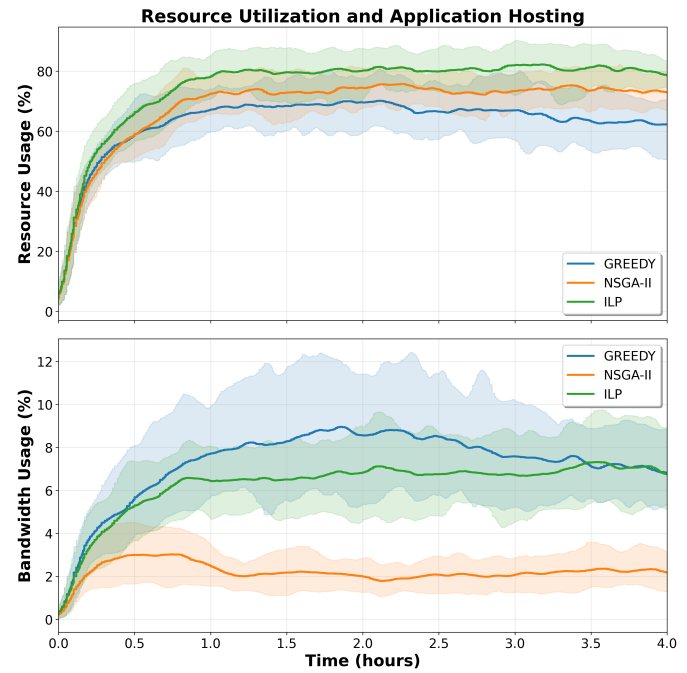 Resource Utilization and Application Hosting
Resource Usage (%)
80
60
40
20
0
GREEDY
NSGA-II
ILP
Bandwidth Usage (%)
12
10
8
6
4
2
0
GREEDY
NSGA-II
ILP
0.0 0.5 1.0 1.5 2.0 2.5 3.0 3.5 4.0
Time (hours)